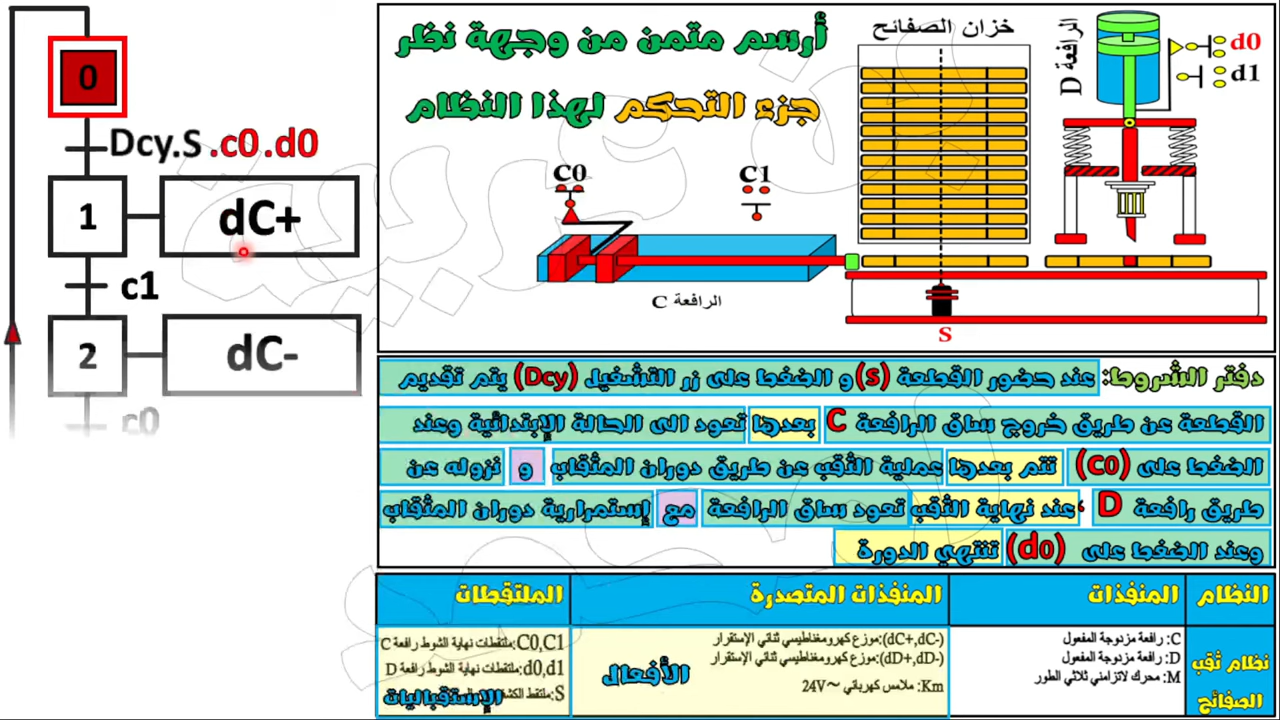 0
Dcy.S .c0 .d0
1
dC+
c1
2
dC-
c0
أرسم متمن من وجهة نظر
جزء التحكم لهذا النظام
خزان الصفائح
الرافعة D
d0
d1
C0
C1
الرافعة C
S
دفتر الشروط: عند حضور القطعة (s) و الضغط على زر التشغيل (Dcy) يتم تقديم
القطعة عن طريق خروج ساق الرافعة C بعدها تعود الى الحالة الإبتدائية وعند
الضغط على (c0) تتم بعدها عملية الثقب عن طريق دوران المثقاب و نزوله عن
طريق رافعة D ،عند نهاية الثقب تعود ساق الرافعة مع إستمرارية دوران المثقاب
وعند الضغط على (d0) تنتهي الدورة
النظام
المنفذات
المنفذات المتصدرة
الملتقطات
نظام ثقب
الصفائح
C: رافعة مزدوجة المفعول
D: رافعة مزدوجة المفعول
M: محرك لاتزامني ثلاثي الطور
(dC+,dC-):موزع كهرومغناطيسي ثنائي الإستقرار
(dD+,dD-):موزع كهرومغناطيسي ثنائي الإستقرار
Km: ملامس كهربائي ~24V
الأفعال
C0,C1:ملتقطات نهاية الشوط رافعة C
d0,d1:ملتقطات نهاية الشوط رافعة D
S:ملتقط الكشف
الإستقباليات